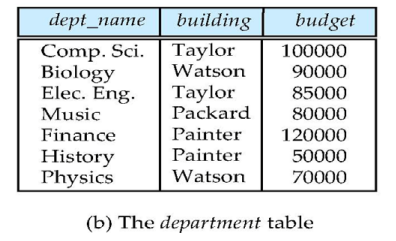 dept_name building budget
Comp. Sci. Taylor 100000
Biology Watson 90000
Elec. Eng. Taylor 85000
Music Packard 80000
Finance Painter 120000
History Painter 50000
Physics Watson 70000
(b) The department table